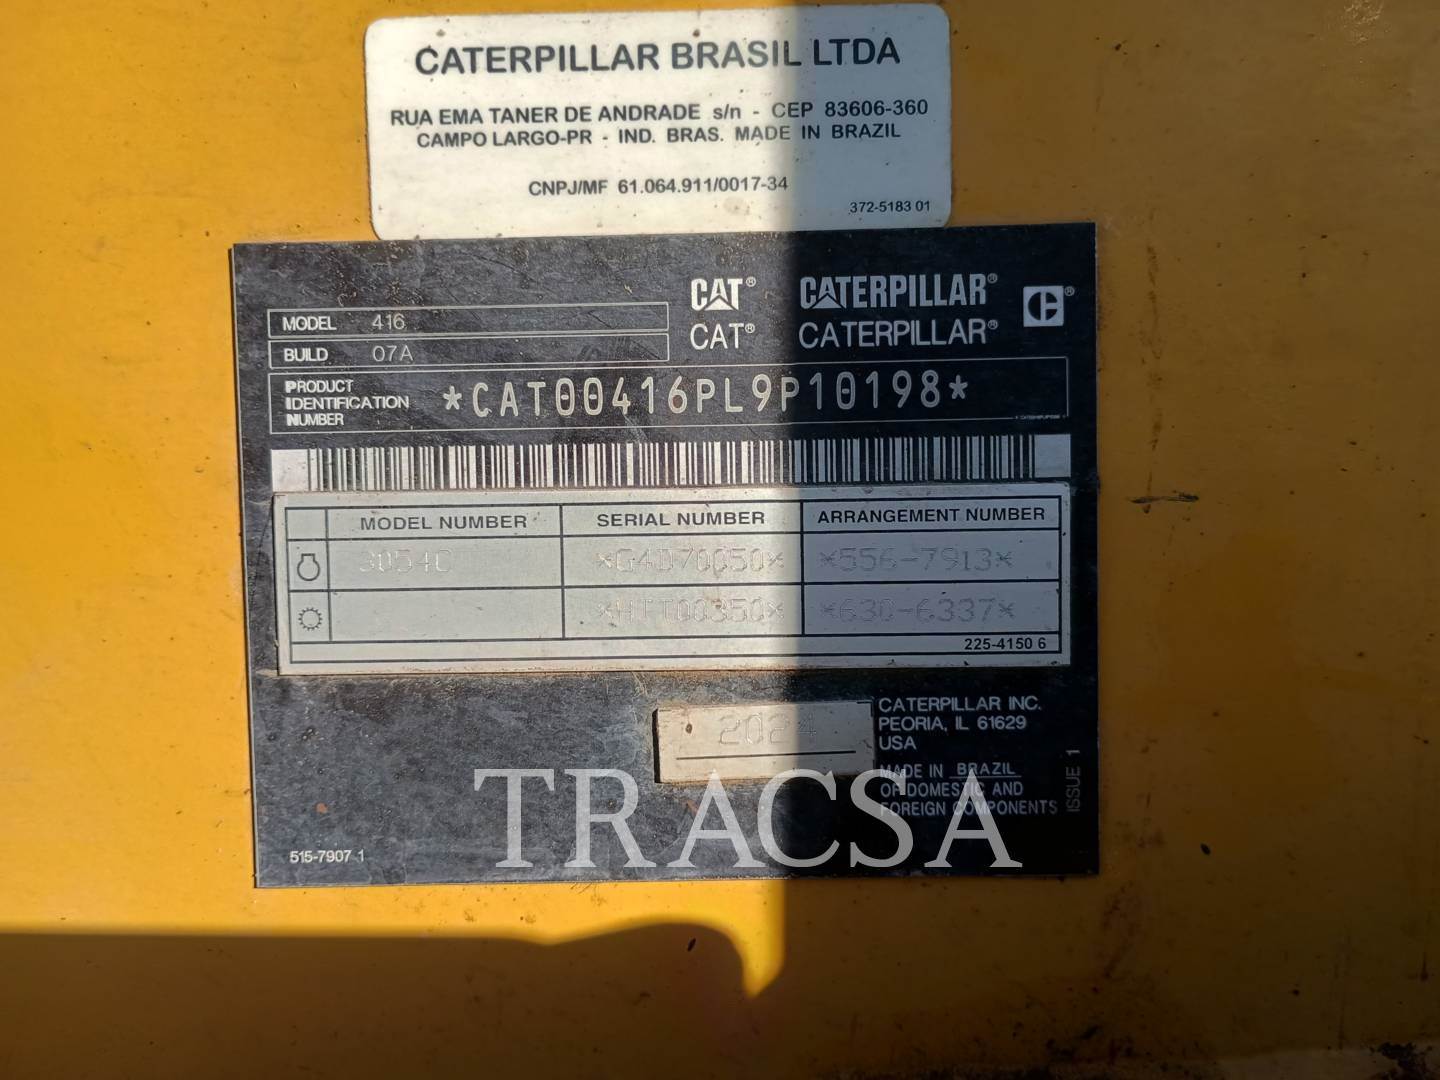 CATERPILLAR BRASIL LTDA
RUA EMA TANER DE ANDRADE s/n - CEP 83606-360
CAMPO LARGO-PR - IND. BRAS. MADE IN BRAZIL
CNPJ/MF 61.064.911/0017-34
372-5183 01
CAT® CATERPILLAR®
CAT® CATERPILLAR®
MODEL 416
BUILD 07A
PRODUCT IDENTIFICATION NUMBER *CAT00416PL9P10198*
MODEL NUMBER SERIAL NUMBER ARRANGEMENT NUMBER
3054C *G4D70050* *556-7913*
*630-6337*
225-4150 6
2024
CATERPILLAR INC.
PEORIA, IL 61629
USA
MADE IN BRAZIL
OF DOMESTIC AND
FOREIGN COMPONENTS
ISSUE 1
515-7907 1
TRACSA